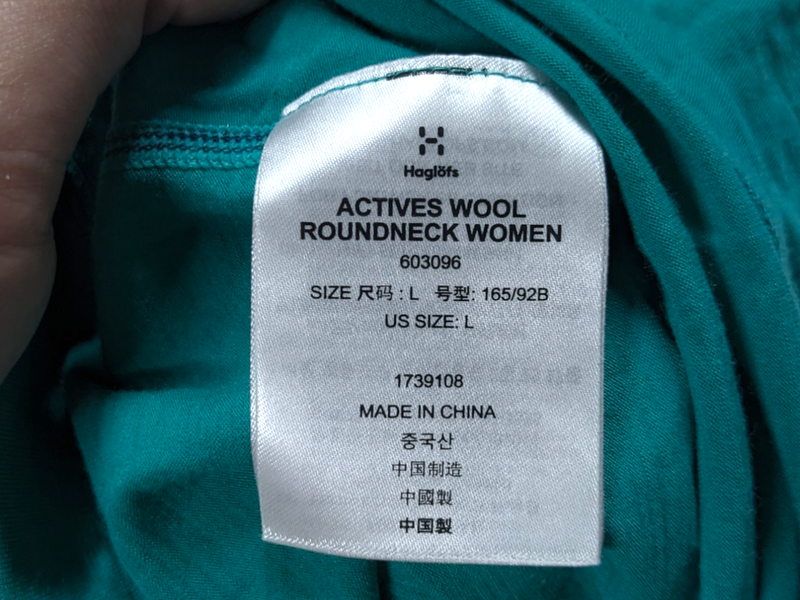 Haglöfs
ACTIVES WOOL
ROUNDNECK WOMEN
603096
SIZE 尺码 : L 号型: 165/92B
US SIZE: L
1739108
MADE IN CHINA
중국산
中国制造
中國製
中国製